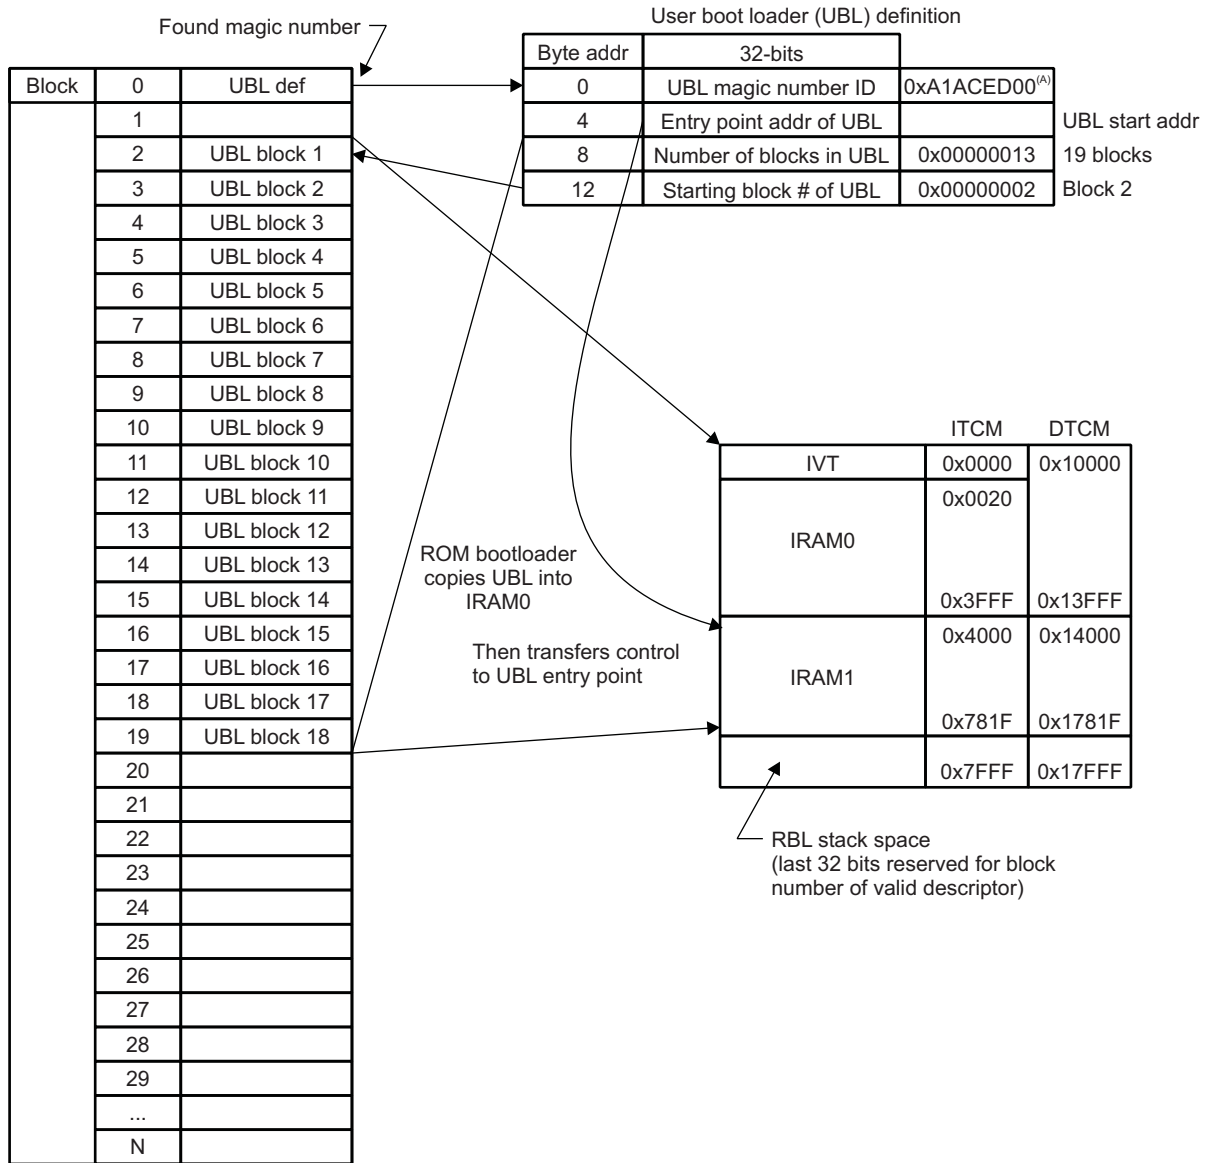 Found magic number
User boot loader (UBL) definition
Byte addr 32-bits
0 UBL magic number ID 0xA1ACED00(A)
4 Entry point addr of UBL UBL start addr
8 Number of blocks in UBL 0x00000013 19 blocks
12 Starting block # of UBL 0x00000002 Block 2
Block 0 UBL def
1
2 UBL block 1
3 UBL block 2
4 UBL block 3
5 UBL block 4
6 UBL block 5
7 UBL block 6
8 UBL block 7
9 UBL block 8
10 UBL block 9
11 UBL block 10
12 UBL block 11
13 UBL block 12
14 UBL block 13
15 UBL block 14
16 UBL block 15
17 UBL block 16
18 UBL block 17
19 UBL block 18
20
21
22
23
24
25
26
27
28
29
...
N
ROM bootloader
copies UBL into
IRAM0
Then transfers control
to UBL entry point
ITCM DTCM
IVT 0x0000 0x10000
0x0020
IRAM0
0x3FFF 0x13FFF
0x4000 0x14000
IRAM1
0x781F 0x1781F
0x7FFF 0x17FFF
RBL stack space
(last 32 bits reserved for block
number of valid descriptor)